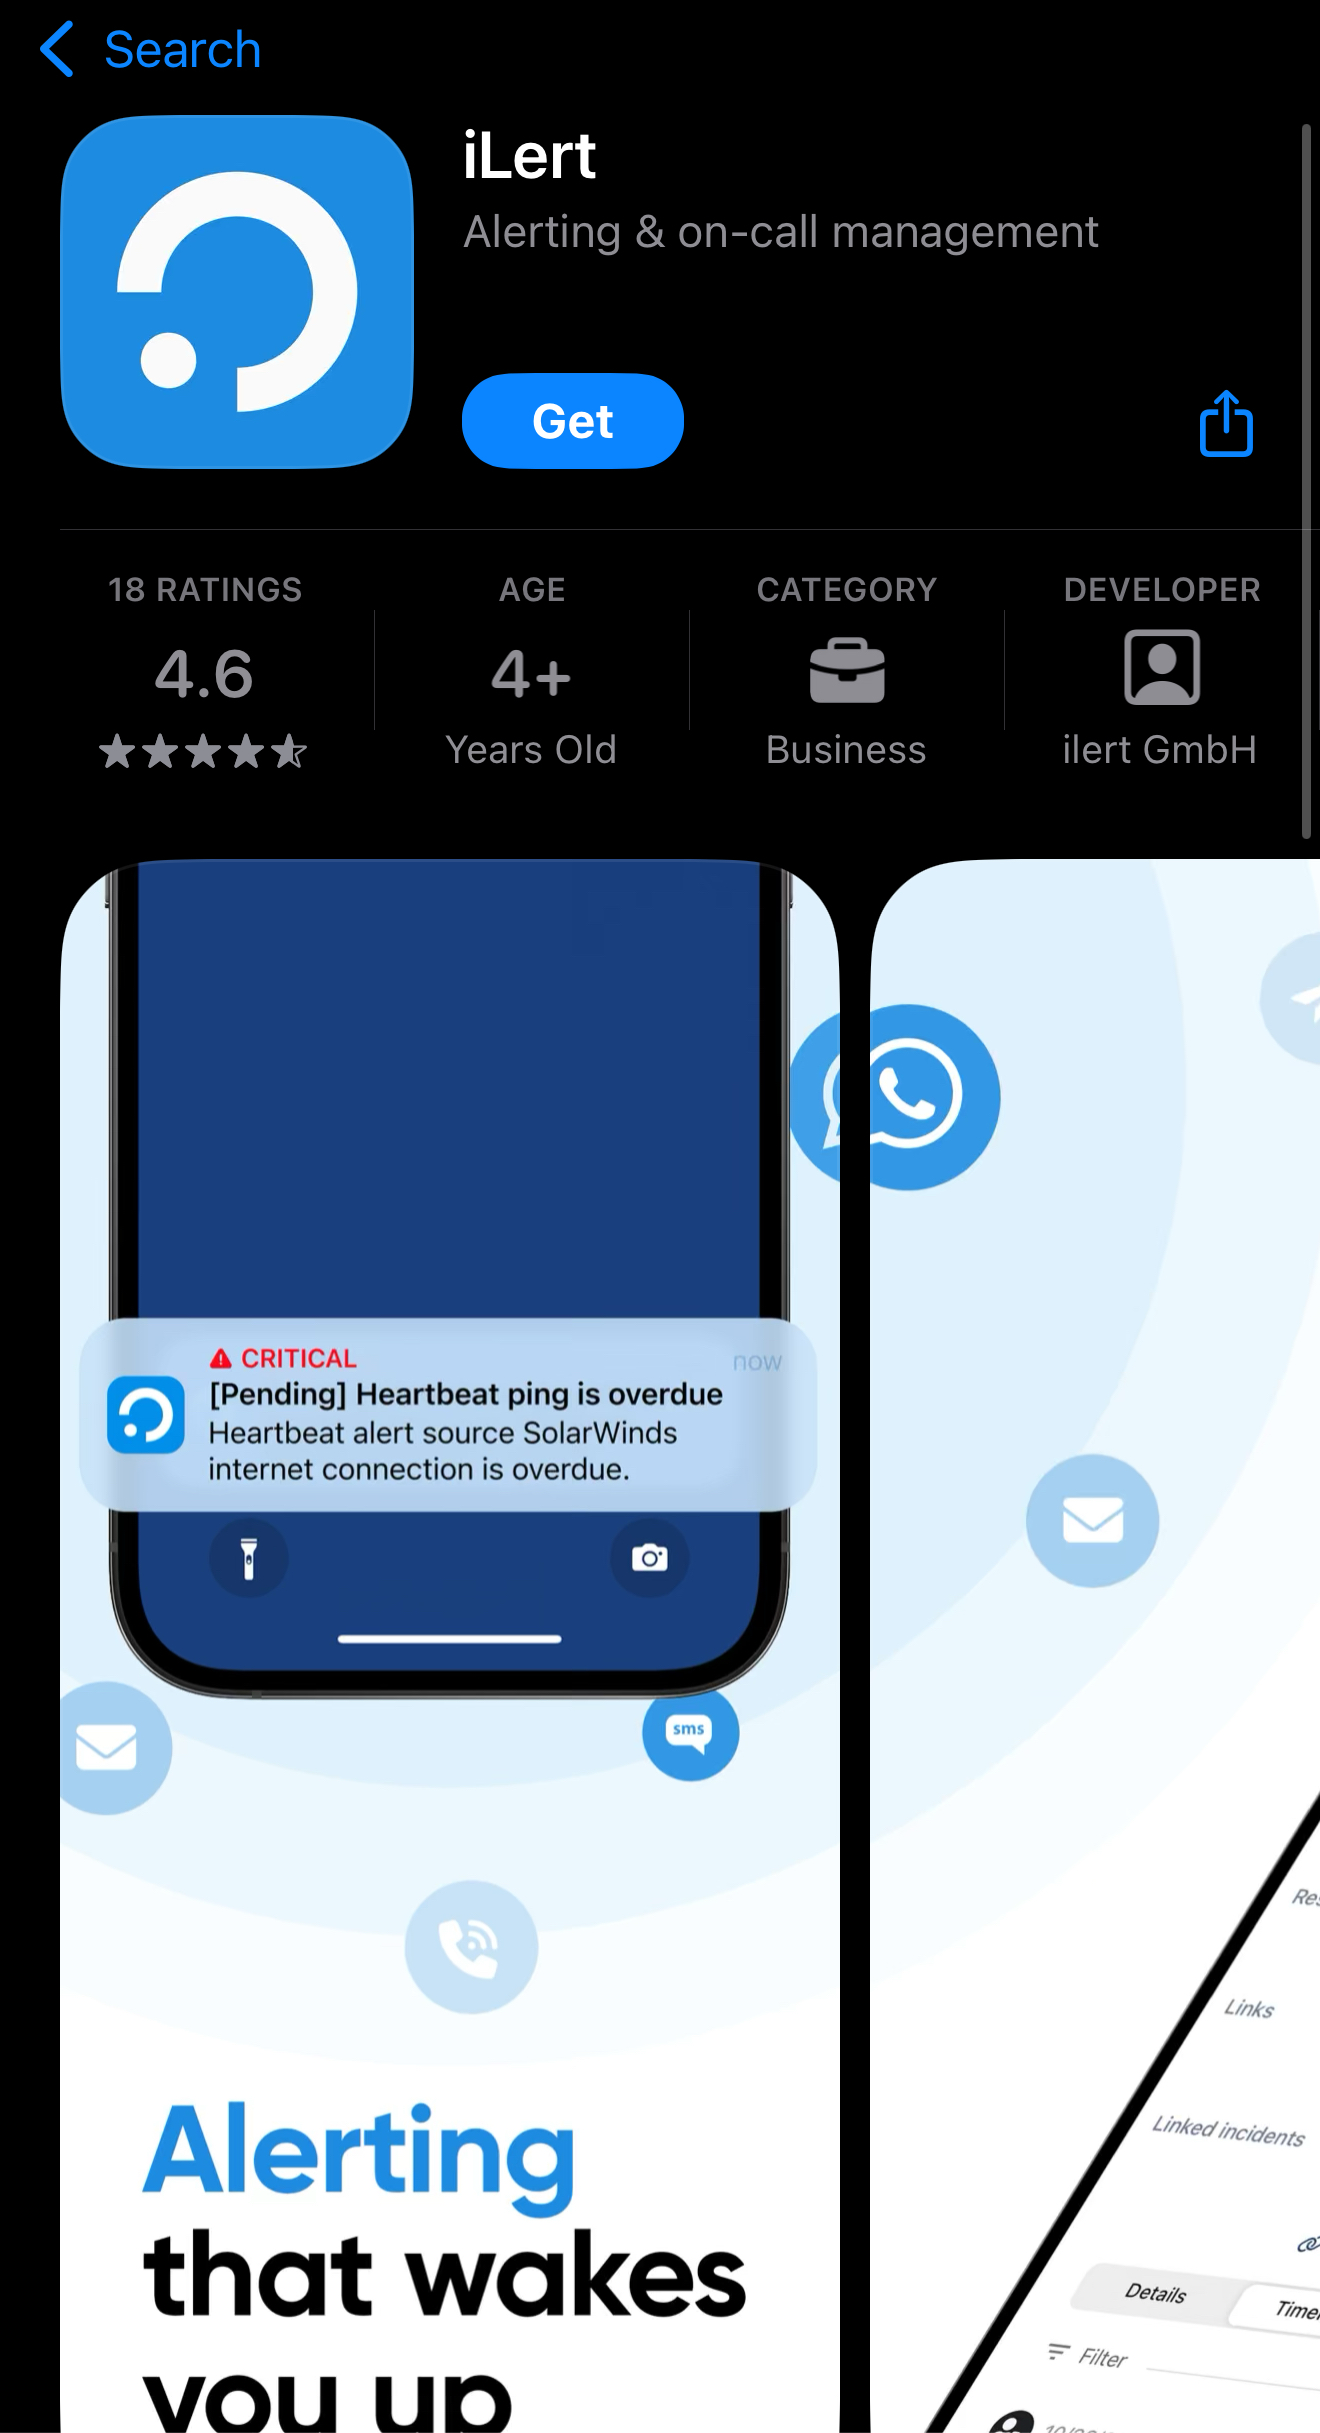 Search
iLert
Alerting & on-call management
Get
18 RATINGS
4.6
AGE
4+
Years Old
CATEGORY
Business
DEVELOPER
ilert GmbH
CRITICAL
now
[Pending] Heartbeat ping is overdue
Heartbeat alert source SolarWinds
internet connection is overdue.
sms
Alerting
that wakes
you up
Links
Linked incidents
Details
Filter